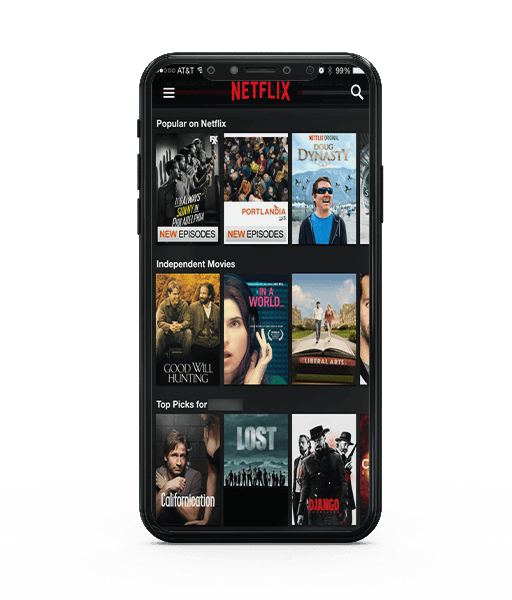 AT&T 99%
NETFLIX
Popular on Netflix
FX
IT'S ALWAYS
SUNNY IN
PHILADELPHIA
NEW EPISODES
PORTLANDIA
NEW EPISODES
NETFLIX ORIGINAL
DOUG
DYNASTY
Independent Movies
GOOD WILL
HUNTING
IN A
WORLD...
LIBERAL ARTS
Top Picks for
Californication
LOST
DJANGO